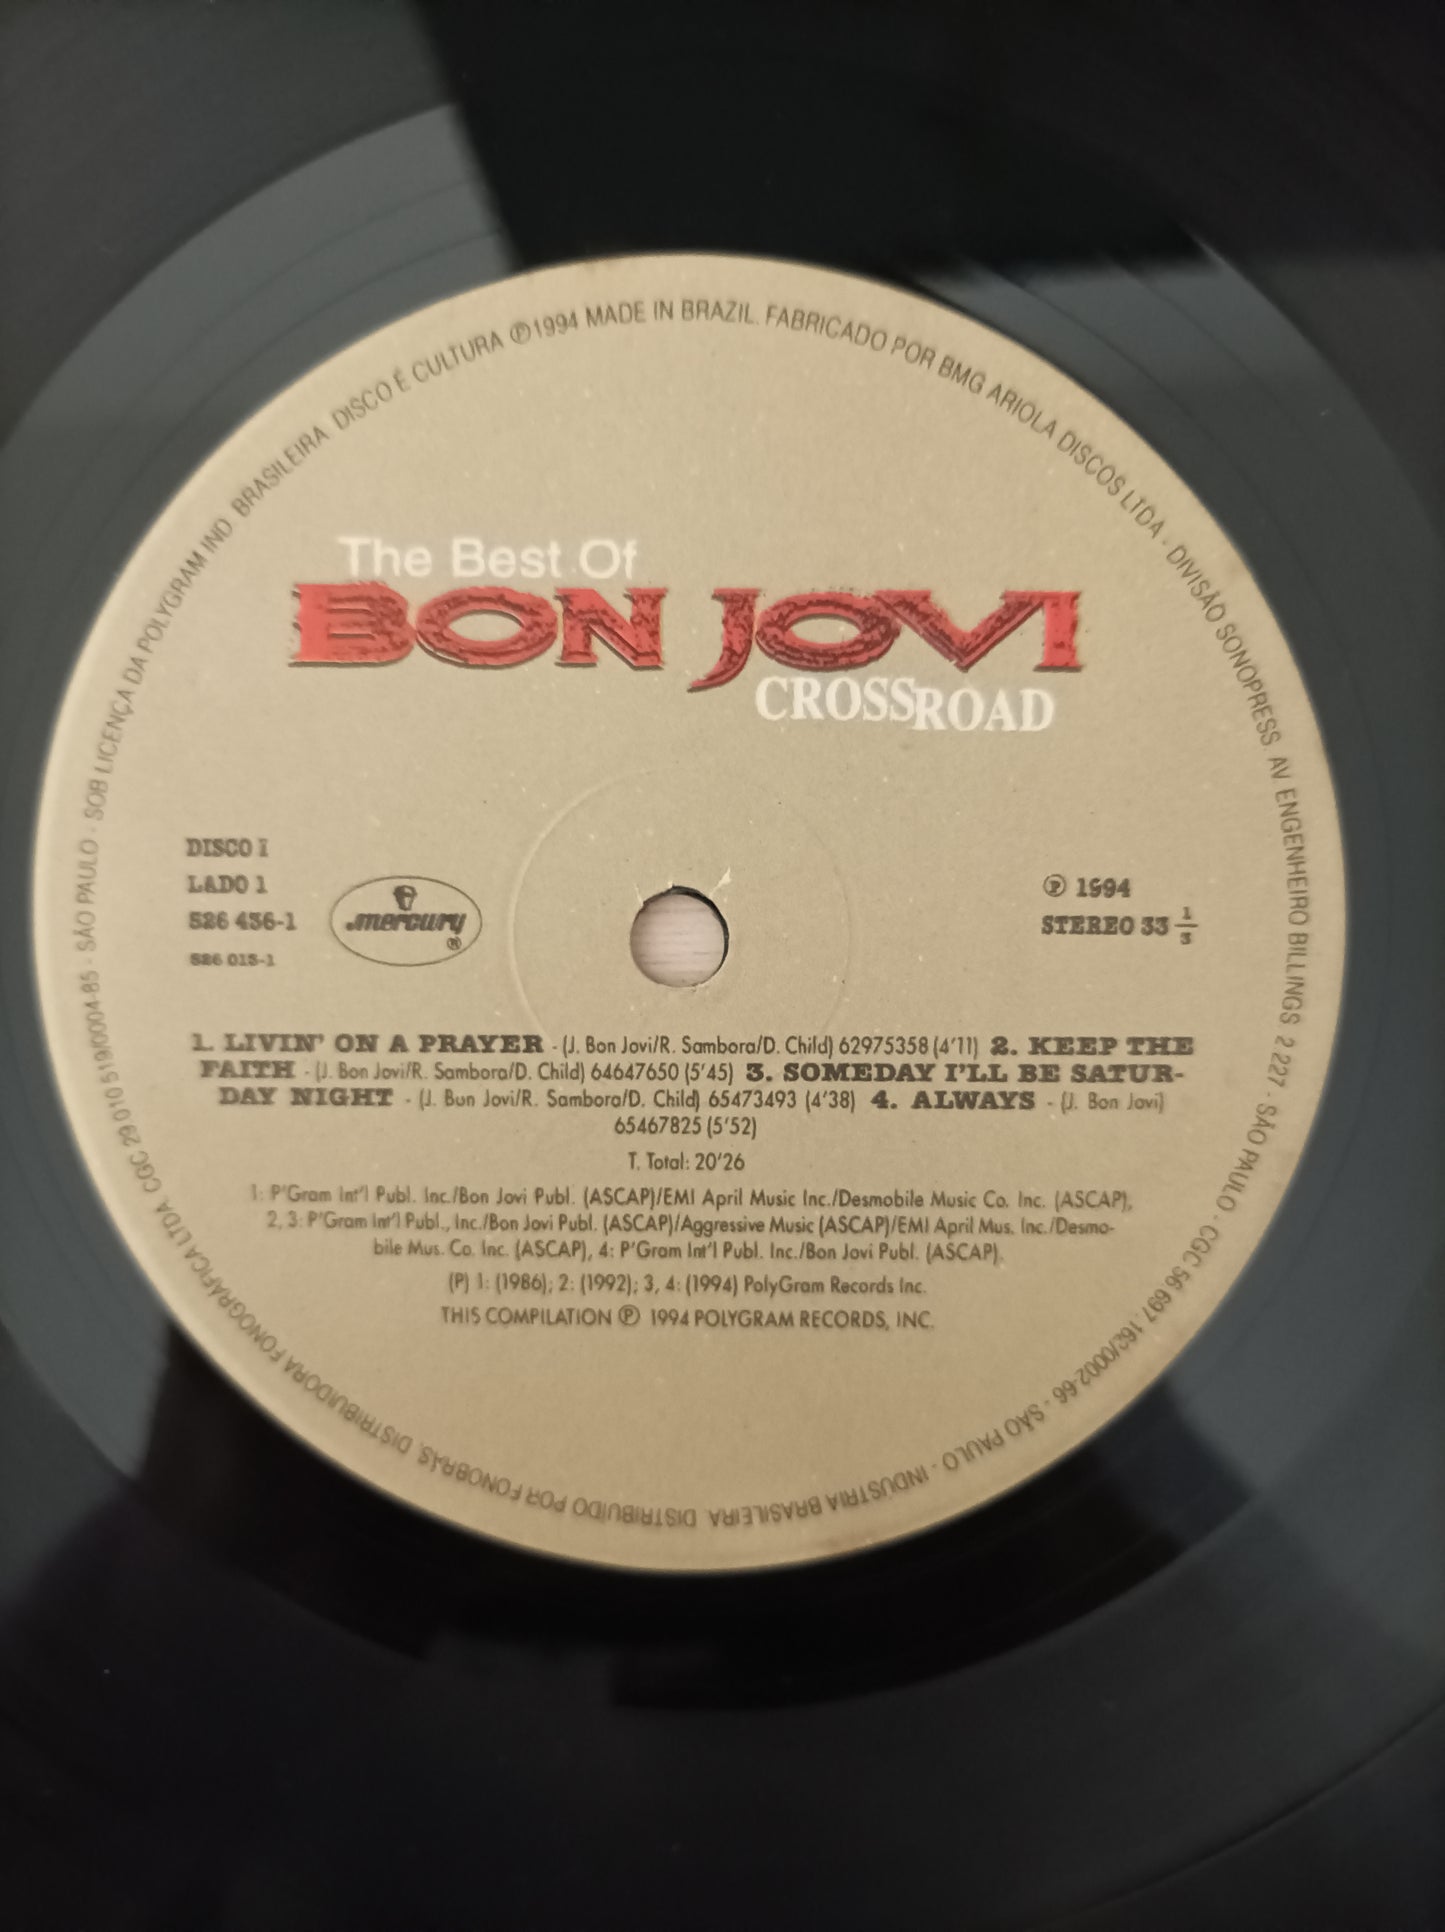 The Best Of
BON JOVI
CROSSROAD
DISCO I
LADO 1
526 436-1
526 013-1
mercury
®
℗ 1994
STEREO 33 1/3
1. LIVIN' ON A PRAYER - (J. Bon Jovi/R. Sambora/D. Child) 62975358 (4'11) 2. KEEP THE
FAITH - (J. Bon Jovi/R. Sambora/D. Child) 64647650 (5'45) 3. SOMEDAY I'LL BE SATUR-
DAY NIGHT - (J. Bun Jovi/R. Sambora/D. Child) 65473493 (4'38) 4. ALWAYS - (J. Bon Jovi)
65467825 (5'52)
T. Total: 20'26
1: P'Gram Int'l Publ. Inc./Bon Jovi Publ. (ASCAP)/EMI April Music Inc./Desmobile Music Co. Inc. (ASCAP),
2, 3: P'Gram Int'l Publ., Inc./Bon Jovi Publ. (ASCAP)/Aggressive Music (ASCAP)/EMI April Mus. Inc./Desmo-
bile Mus. Co. Inc. (ASCAP), 4: P'Gram Int'l Publ. Inc./Bon Jovi Publ. (ASCAP).
(P) 1: (1986); 2: (1992); 3, 4: (1994) PolyGram Records Inc.
THIS COMPILATION ℗ 1994 POLYGRAM RECORDS, INC.
DISCO É CULTURA ℗1994 MADE IN BRAZIL. FABRICADO POR BMG ARIOLA DISCOS LTDA - DIVISÃO SONOPRESS. AV ENGENHEIRO BILLINGS 2 227 - SÃO PAULO - CGC 56 697 162/0002-66 - SÃO PAULO - INDUSTRIA BRASILEIRA. DISTRIBUÍDO POR FONOBRÁS, DISTRIBUIDORA FONOGRÁFICA LTDA. CGC 29 010 519/0004-85 - SÃO PAULO - SOB LICENÇA DA POLYGRAM IND BRASILEIRA